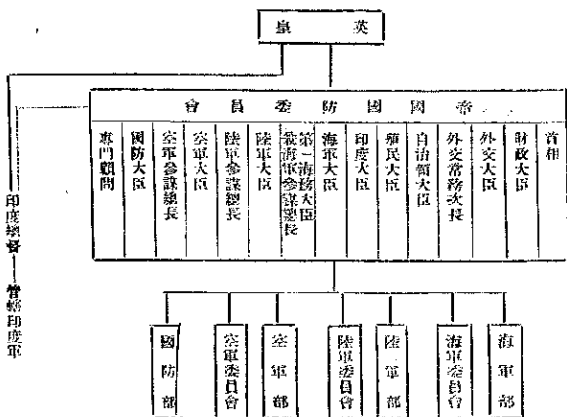 英皇
帝國國防委員會
首相
財政大臣
外交大臣
外交常務次長
自治領大臣
殖民大臣
印度大臣
海軍大臣
第一海務大臣
兼海軍參謀總長
陸軍大臣
陸軍參謀總長
空軍大臣
空軍參謀總長
國防大臣
專門顧問
印度總督——管轄印度軍
海軍部
海軍委員會
陸軍部
陸軍委員會
空軍部
空軍委員會
國防部